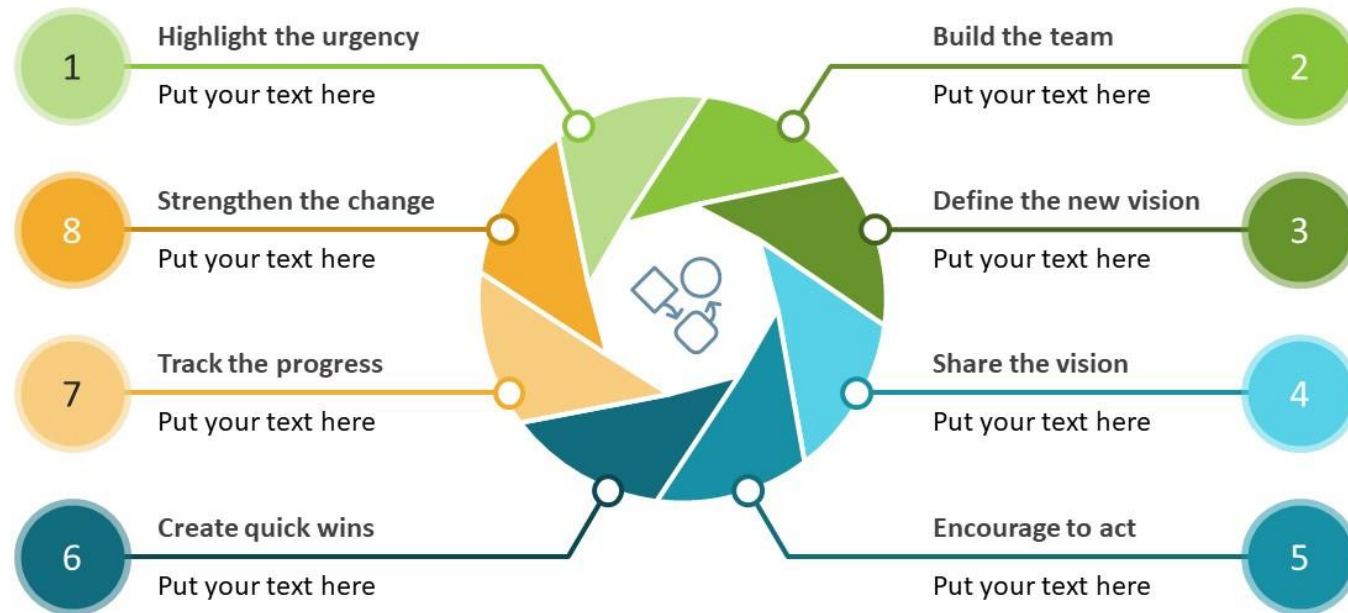 1
Highlight the urgency
Put your text here
Build the team
Put your text here
2
8
Strengthen the change
Put your text here
Define the new vision
Put your text here
3
7
Track the progress
Put your text here
Share the vision
Put your text here
4
6
Create quick wins
Put your text here
Encourage to act
Put your text here
5